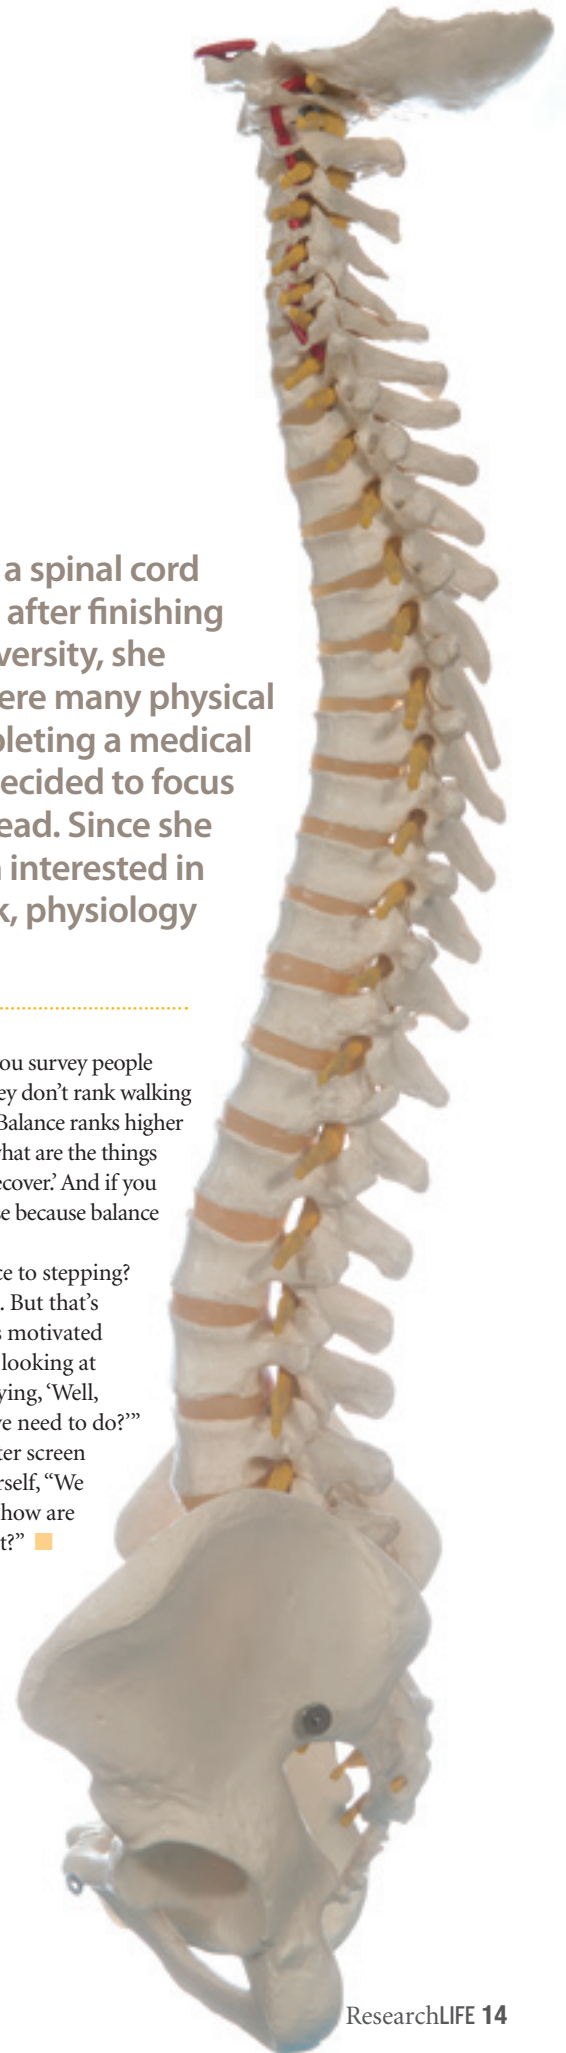 a spinal cord
after finishing
versity, she
ere many physical
pleting a medical
ecided to focus
ead. Since she
interested in
k, physiology
ou survey people
ey don’t rank walking
Balance ranks higher
hat are the things
ecover.’ And if you
e because balance
ce to stepping?
. But that’s
s motivated
looking at
ying, ‘Well,
e need to do?’”
ter screen
rself, “We
how are
t?”
ResearchLIFE 14